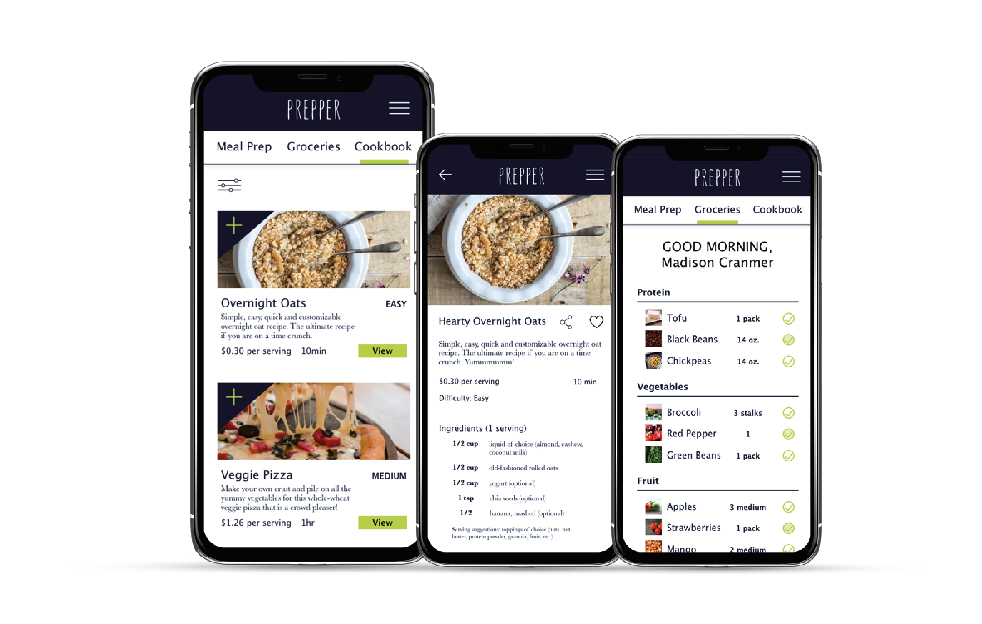 PREPPER
Meal Prep Groceries Cookbook
Overnight Oats EASY
Simple, easy, quick and customizable
overnight oat recipe. The ultimate recipe
if you are on a time crunch.
$0.30 per serving 10min View
Veggie Pizza MEDIUM
Make your own crust and pile on all the
yummy vegetables for this whole-wheat
veggie pizza that is a crowd pleaser!
$1.26 per serving 1hr View
PREPPER
Hearty Overnight Oats
Simple, easy, quick and customizable overnight oat
recipe. The ultimate recipe if you are on a time
crunch.
$0.30 per serving 10 min
Difficulty: Easy
Ingredients (1 serving)
1/2 cup liquid of choice (almond, cashew,
coconut milk)
1/2 cup old-fashioned rolled oats
1/2 cup yogurt (optional)
1 tsp chia seeds (optional)
1/2 banana, mashed (optional)
Serving suggestions: toppings of choice (fruit, nut
butter, protein powder, granola, fruit, etc.)
PREPPER
Meal Prep Groceries Cookbook
GOOD MORNING,
Madison Cranmer
Protein
Tofu 1 pack
Black Beans 14 oz.
Chickpeas 14 oz.
Vegetables
Broccoli 3 stalks
Red Pepper 1
Green Beans 1 pack
Fruit
Apples 3 medium
Strawberries 1 pack
Mango 2 medium